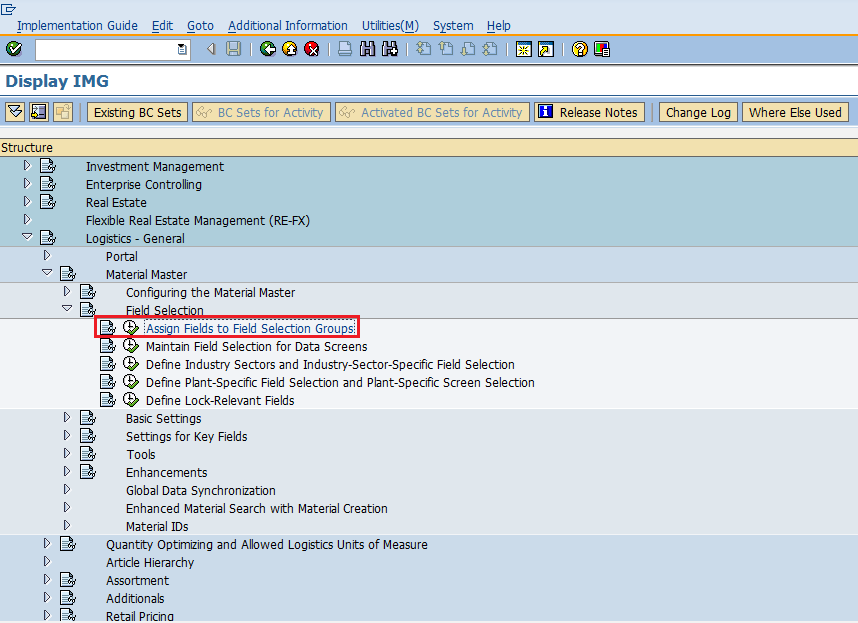 Implementation Guide Edit Goto Additional Information Utilities(M) System Help
Display IMG
Existing BC Sets BC Sets for Activity Activated BC Sets for Activity Release Notes Change Log Where Else Used
Structure
Investment Management
Enterprise Controlling
Real Estate
Flexible Real Estate Management (RE-FX)
Logistics - General
Portal
Material Master
Configuring the Material Master
Field Selection
Assign Fields to Field Selection Groups
Maintain Field Selection for Data Screens
Define Industry Sectors and Industry-Sector-Specific Field Selection
Define Plant-Specific Field Selection and Plant-Specific Screen Selection
Define Lock-Relevant Fields
Basic Settings
Settings for Key Fields
Tools
Enhancements
Global Data Synchronization
Enhanced Material Search with Material Creation
Material IDs
Quantity Optimizing and Allowed Logistics Units of Measure
Article Hierarchy
Assortment
Additionals
Retail Pricing